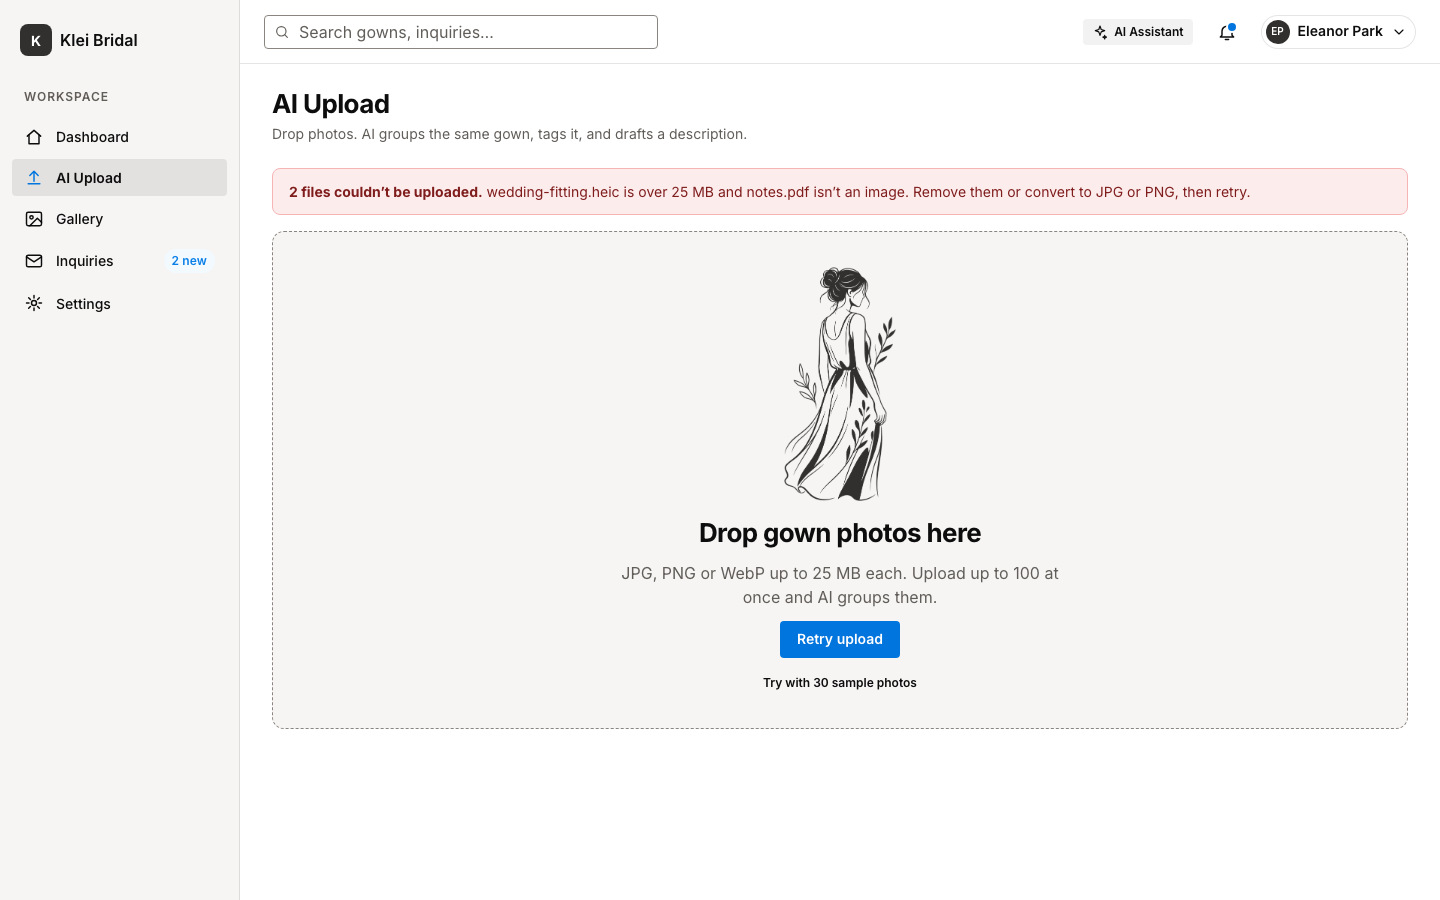 K
Klei Bridal
Search gowns, inquiries...
AI Assistant
EP
Eleanor Park
WORKSPACE
Dashboard
AI Upload
Gallery
Inquiries
2 new
Settings
AI Upload
Drop photos. AI groups the same gown, tags it, and drafts a description.
2 files couldn’t be uploaded. wedding-fitting.heic is over 25 MB and notes.pdf isn’t an image. Remove them or convert to JPG or PNG, then retry.
Drop gown photos here
JPG, PNG or WebP up to 25 MB each. Upload up to 100 at
once and AI groups them.
Retry upload
Try with 30 sample photos